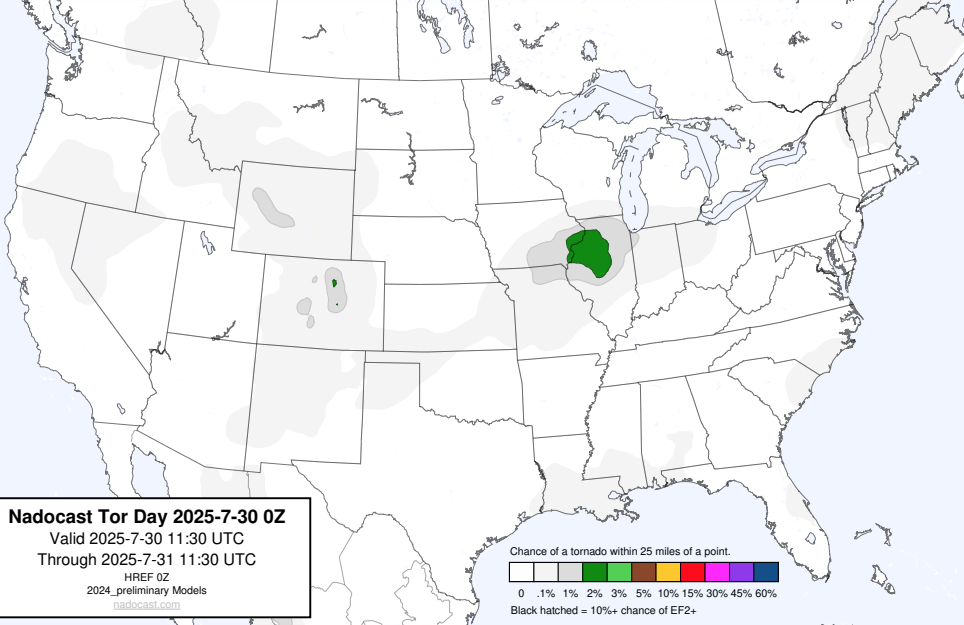 Nadocast Tor Day 2025-7-30 0Z
Valid 2025-7-30 11:30 UTC
Through 2025-7-31 11:30 UTC
HREF 0Z
2024_preliminary Models
nadocast.com
Chance of a tornado within 25 miles of a point.
0 .1% 1% 2% 3% 5% 10% 15% 30% 45% 60%
Black hatched = 10%+ chance of EF2+